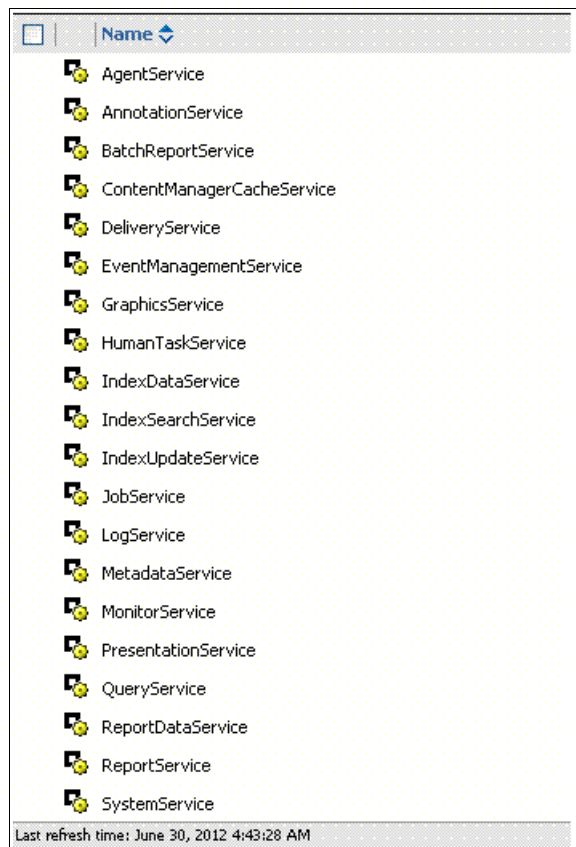 Name
AgentService
AnnotationService
BatchReportService
ContentManagerCacheService
DeliveryService
EventManagementService
GraphicsService
HumanTaskService
IndexDataService
IndexSearchService
IndexUpdateService
JobService
LogService
MetadataService
MonitorService
PresentationService
QueryService
ReportDataService
ReportService
SystemService
Last refresh time: June 30, 2012 4:43:28 AM